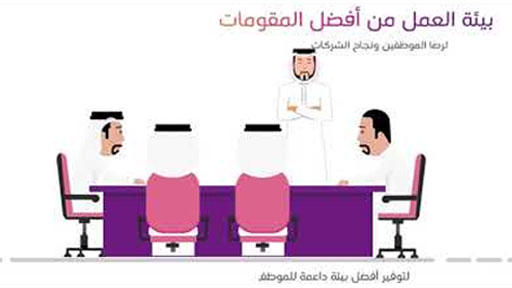 بيئة العمل من أفضل المقومات
لرضا الموظفين ونجاح الشركات
لتوفير أفضل بيئة داعمة للموظف